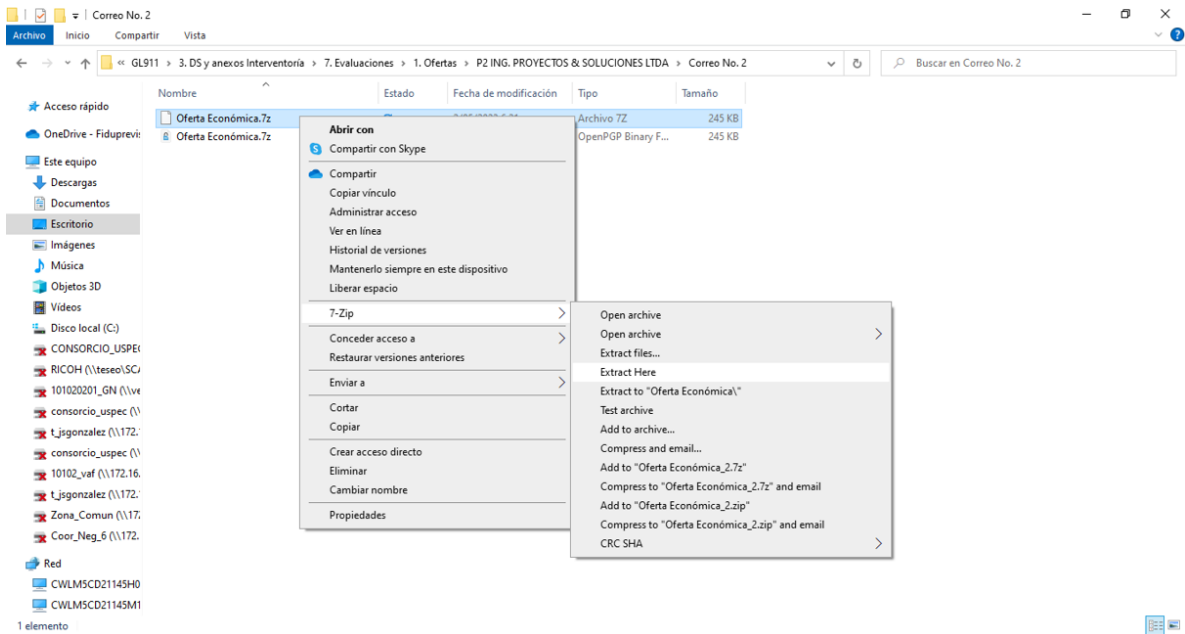 Correo No. 2
Archivo Inicio Compartir Vista
« GL911 > 3. DS y anexos Interventoría > 7. Evaluaciones > 1. Ofertas > P2 ING. PROYECTOS & SOLUCIONES LTDA > Correo No. 2
Buscar en Correo No. 2
Nombre Estado Fecha de modificación Tipo Tamaño
Oferta Económica.7z Archivo 7Z 245 KB
Oferta Económica.7z OpenPGP Binary F... 245 KB
Acceso rápido
OneDrive - Fiduprevi
Este equipo
Descargas
Documentos
Escritorio
Imágenes
Música
Objetos 3D
Vídeos
Disco local (C:)
CONSORCIO_USPE
RICOH (\\teseo\SC
101020201_GN (\\ve
consorcio_uspec (\
t_jsgonzalez (\\172.
consorcio_uspec (\
10102_vaf (\\172.16.
t_jsgonzalez (\\172.
Zona_Comun (\\17
Coor_Neg_6 (\\172.
Red
CWLM5CD21145H0
CWLM5CD21145M1
1 elemento
Abrir con
Compartir con Skype
Compartir
Copiar vínculo
Administrar acceso
Ver en línea
Historial de versiones
Mantenerlo siempre en este dispositivo
Liberar espacio
7-Zip
Conceder acceso a
Restaurar versiones anteriores
Enviar a
Cortar
Copiar
Crear acceso directo
Eliminar
Cambiar nombre
Propiedades
Open archive
Open archive
Extract files...
Extract Here
Extract to "Oferta Económica\"
Test archive
Add to archive...
Compress and email...
Add to "Oferta Económica_2.7z"
Compress to "Oferta Económica_2.7z" and email
Add to "Oferta Económica_2.zip"
Compress to "Oferta Económica_2.zip" and email
CRC SHA